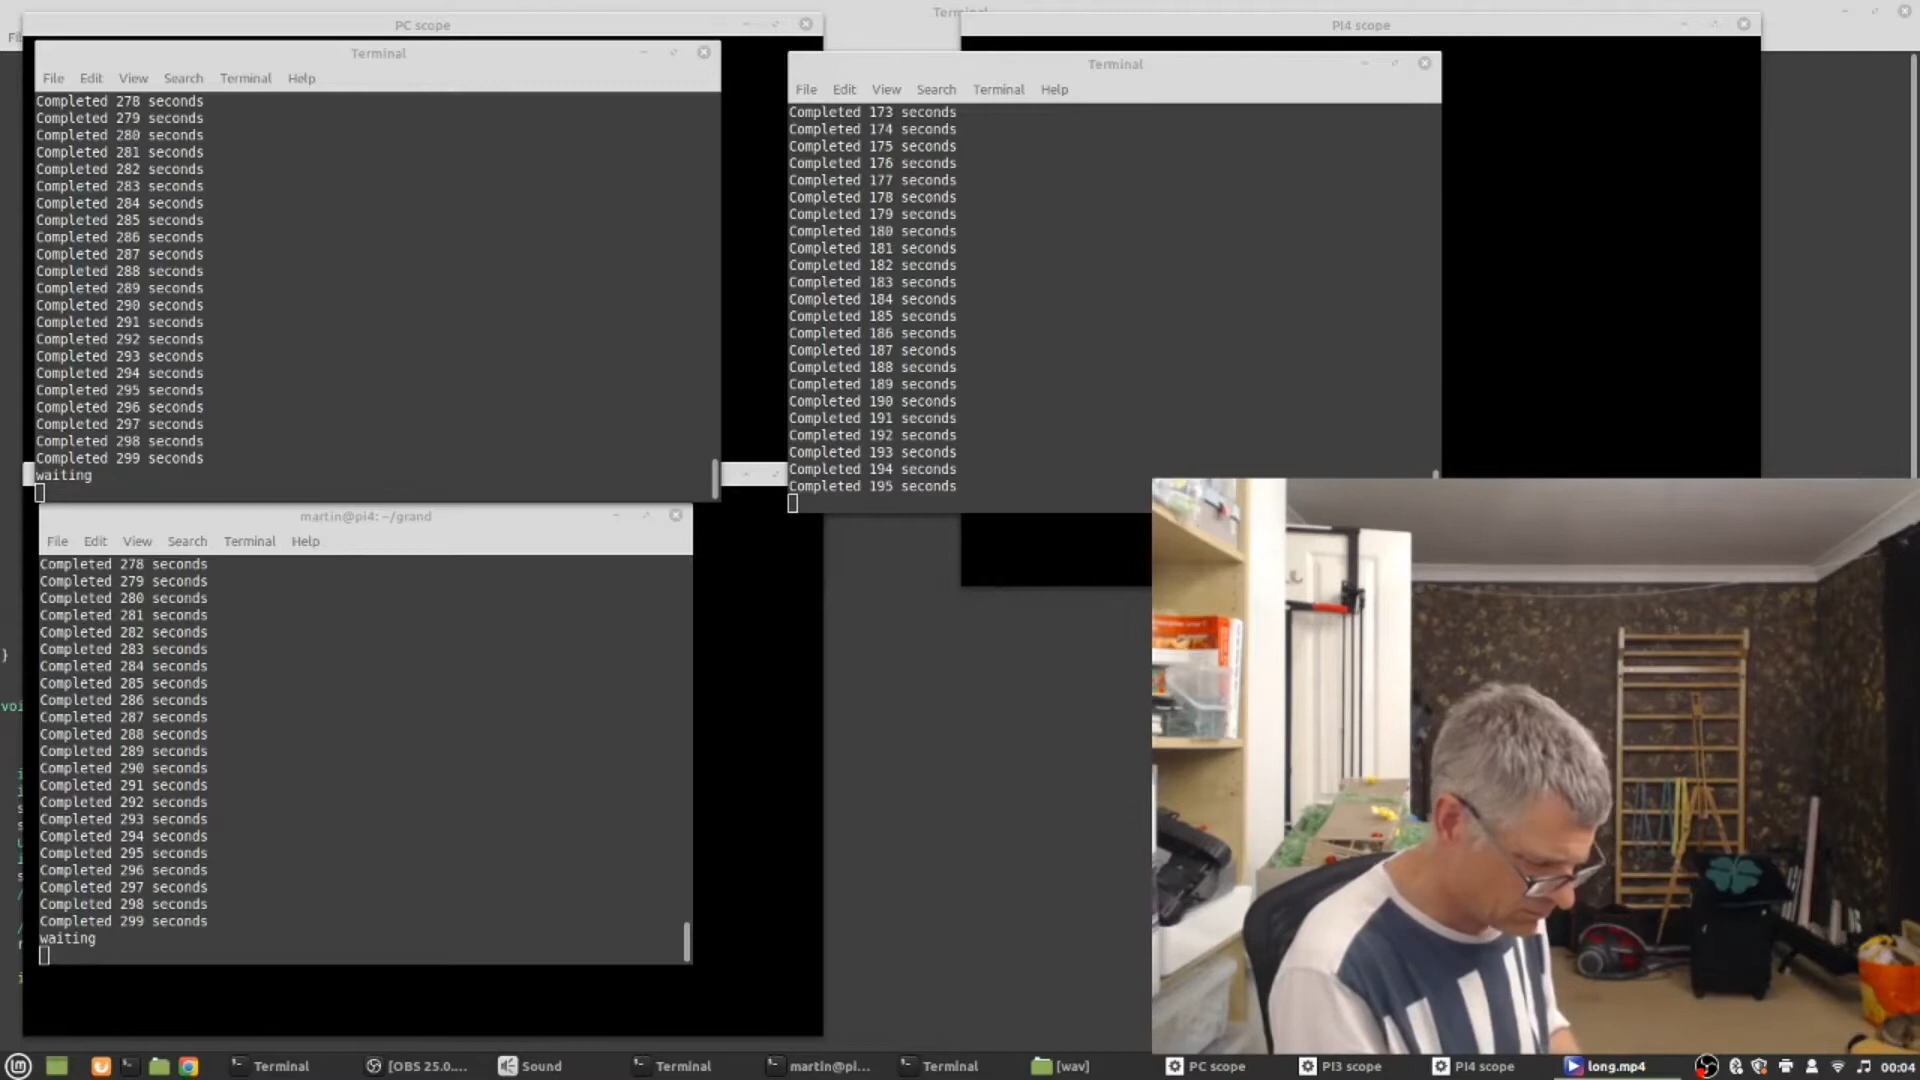 Terminal
PC scope
PI4 scope
Fi
Terminal
File Edit View Search Terminal Help
Completed 278 seconds
Completed 279 seconds
Completed 280 seconds
Completed 281 seconds
Completed 282 seconds
Completed 283 seconds
Completed 284 seconds
Completed 285 seconds
Completed 286 seconds
Completed 287 seconds
Completed 288 seconds
Completed 289 seconds
Completed 290 seconds
Completed 291 seconds
Completed 292 seconds
Completed 293 seconds
Completed 294 seconds
Completed 295 seconds
Completed 296 seconds
Completed 297 seconds
Completed 298 seconds
Completed 299 seconds
waiting
Terminal
File Edit View Search Terminal Help
Completed 173 seconds
Completed 174 seconds
Completed 175 seconds
Completed 176 seconds
Completed 177 seconds
Completed 178 seconds
Completed 179 seconds
Completed 180 seconds
Completed 181 seconds
Completed 182 seconds
Completed 183 seconds
Completed 184 seconds
Completed 185 seconds
Completed 186 seconds
Completed 187 seconds
Completed 188 seconds
Completed 189 seconds
Completed 190 seconds
Completed 191 seconds
Completed 192 seconds
Completed 193 seconds
Completed 194 seconds
Completed 195 seconds
martin@pi4: ~/grand
File Edit View Search Terminal Help
Completed 278 seconds
Completed 279 seconds
Completed 280 seconds
Completed 281 seconds
Completed 282 seconds
Completed 283 seconds
Completed 284 seconds
Completed 285 seconds
Completed 286 seconds
Completed 287 seconds
Completed 288 seconds
Completed 289 seconds
Completed 290 seconds
Completed 291 seconds
Completed 292 seconds
Completed 293 seconds
Completed 294 seconds
Completed 295 seconds
Completed 296 seconds
Completed 297 seconds
Completed 298 seconds
Completed 299 seconds
waiting
}
voi
Terminal [OBS 25.0.... Sound Terminal martin@pi... Terminal [wav] PC scope PI3 scope PI4 scope long.mp4 00:04